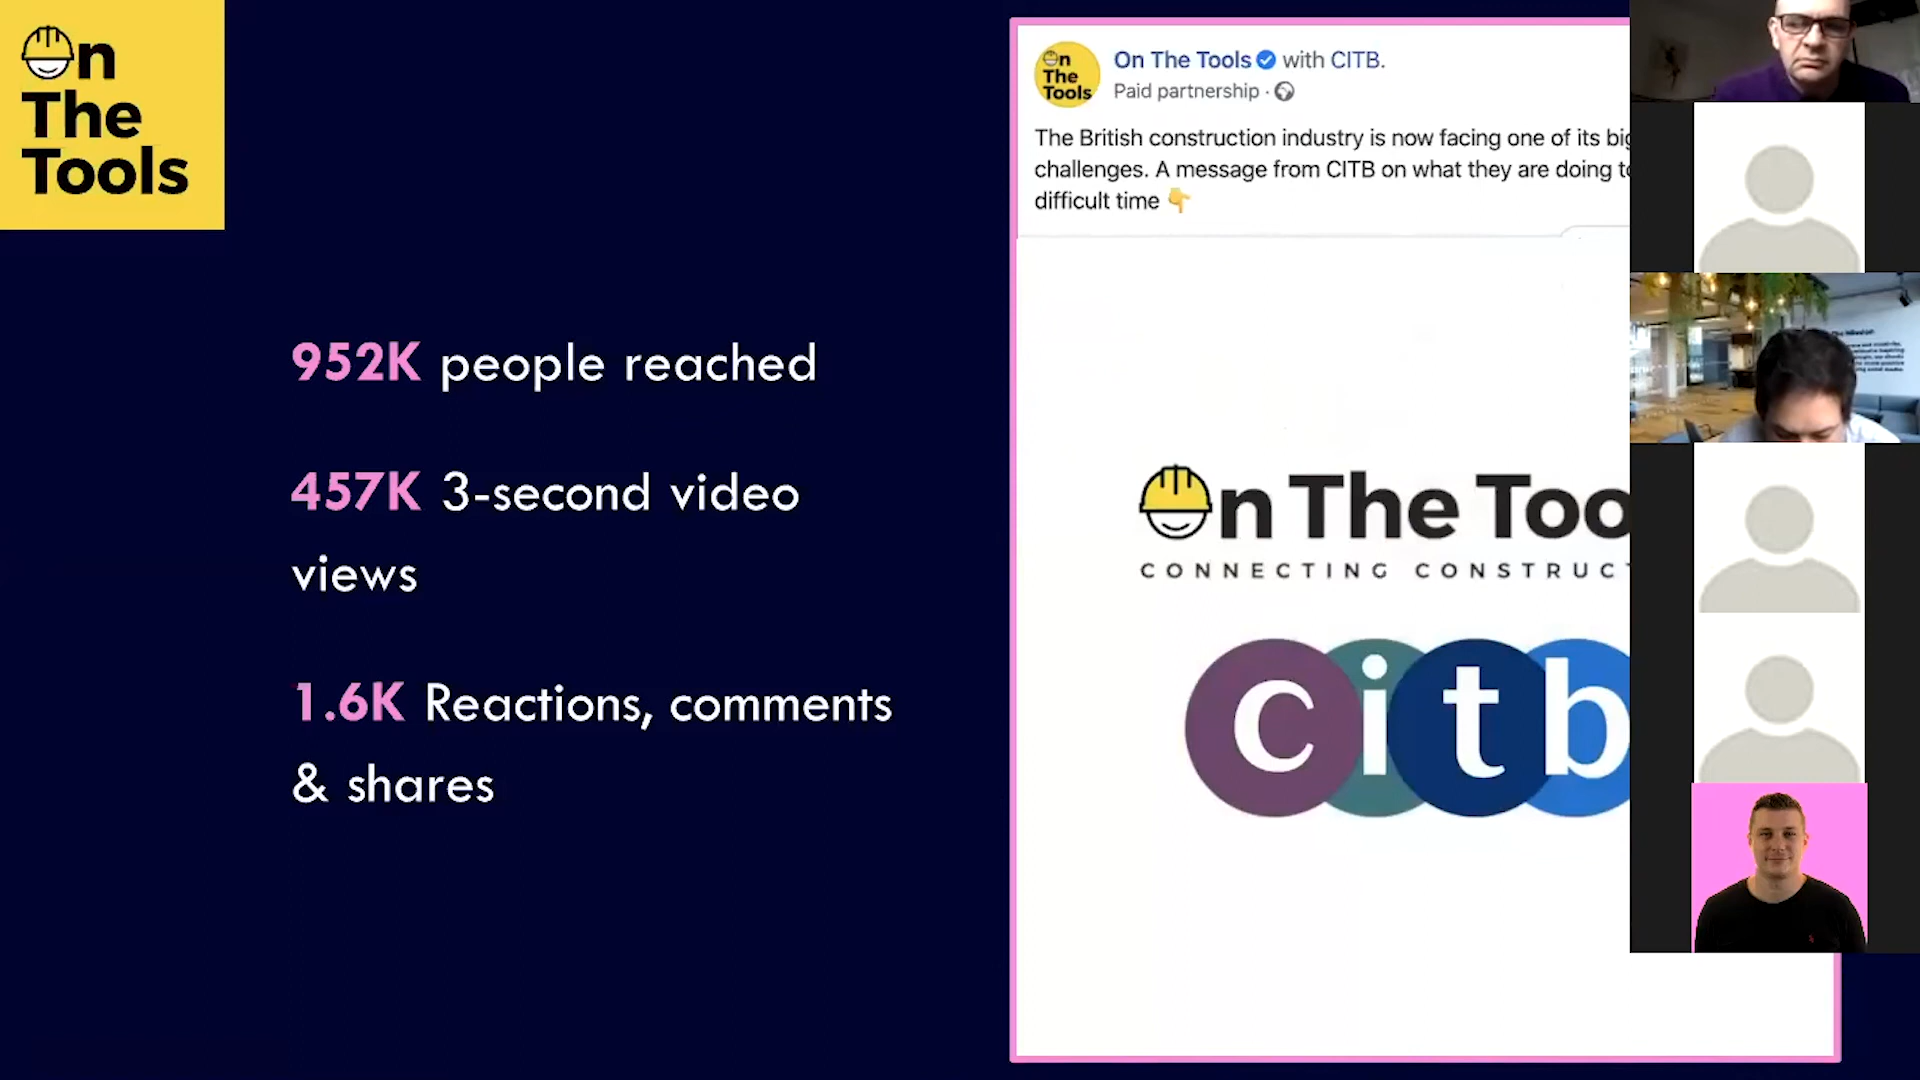 On
The
Tools
952K people reached
457K 3-second video
views
1.6K Reactions, comments
& shares
On The Tools with CITB.
Paid partnership ·
The British construction industry is now facing one of its big
challenges. A message from CITB on what they are doing to
difficult time 👇
On
The
Tools
On The Too
CONNECTING CONSTRUCT
citb